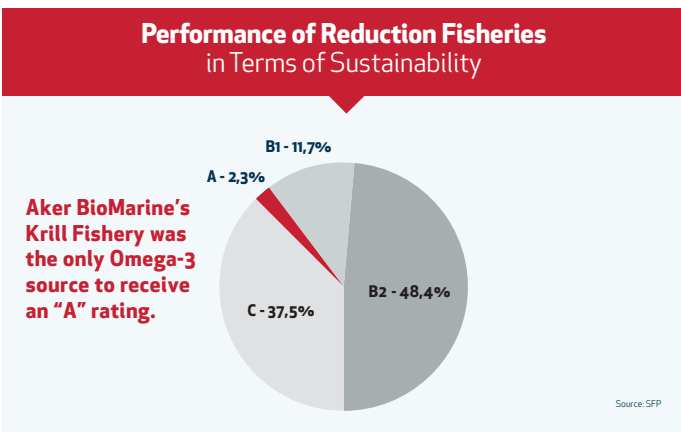 Performance of Reduction Fisheries
in Terms of Sustainability
B1 - 11,7%
A - 2,3%
Aker BioMarine's
Krill Fishery was
the only Omega-3
source to receive
an “A” rating.
B2 - 48,4%
C - 37,5%
Source: SFP